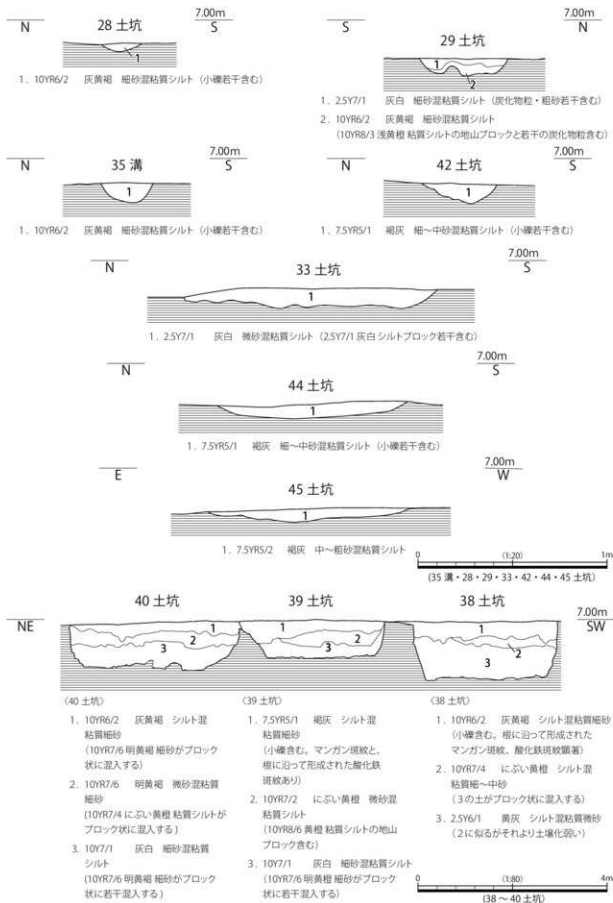 28 土坑
N S 7.00m
1
1. 10YR6/2 灰黄褐 細砂混粘質シルト（小礫若干含む）
29 土坑
S N 7.00m
1
2
1. 2.5Y7/1 灰白 細砂混粘質シルト（炭化物粒・粗砂若干含む）
2. 10YR6/2 灰黄褐 細砂混粘質シルト
（10YR8/3 浅黄橙 粘質シルトの地山ブロックと若干の炭化物粒含む）
35 溝
N S 7.00m
1
1. 10YR6/2 灰黄褐 細砂混粘質シルト（小礫若干含む）
42 土坑
N S 7.00m
1
1. 7.5YR5/1 褐灰 細～中砂混粘質シルト（小礫若干含む）
33 土坑
N S 7.00m
1
1. 2.5Y7/1 灰白 微砂混粘質シルト（2.5Y7/1 灰白 シルトブロック若干含む）
44 土坑
N S 7.00m
1
1. 7.5YR5/1 褐灰 細～中砂混粘質シルト（小礫若干含む）
45 土坑
E W 7.00m
1
1. 7.5YR5/2 褐灰 中～粗砂混粘質シルト
0 (1:20) 1m
(35 溝・28・29・33・42・44・45 土坑)
40 土坑 39 土坑 38 土坑
NE SW 7.00m
1 2 3 1 2 3 1 2 3
〈40 土坑〉
1. 10YR6/2 灰黄褐 シルト混
粘質細砂
(10YR7/6 明黄褐 細砂がブロック
状に混入する)
2. 10YR7/6 明黄褐 微砂混粘質
細砂
(10YR7/4 にぶい黄橙 粘質シルトが
ブロック状に混入する)
3. 10Y7/1 灰白 細砂混粘質
シルト
(10YR7/6 明黄褐 細砂がブロック
状に若干混入する)
〈39 土坑〉
1. 7.5YR5/1 褐灰 シルト混
粘質細砂
(小礫含む。マンガン斑紋と、
根に沿って形成された酸化鉄
斑紋あり)
2. 10YR7/2 にぶい黄橙 微砂混
粘質シルト
(10YR8/6 黄橙 粘質シルトの地山
ブロック含む)
3. 10Y7/1 灰白 細砂混粘質シルト
(10YR7/6 明黄橙 細砂がブロック
状に若干混入する)
〈38 土坑〉
1. 10YR6/2 灰黄褐 シルト混粘質細砂
(小礫含む。根に沿って形成された
マンガン斑紋、酸化鉄斑紋顕著)
2. 10YR7/4 にぶい黄橙 シルト混
粘質細～中砂
(3の土がブロック状に混入する)
3. 2.5Y6/1 黄灰 シルト混粘質微砂
(2に似るがそれより土壌化弱い)
0 (1:80) 4m
(38 ～ 40 土坑)